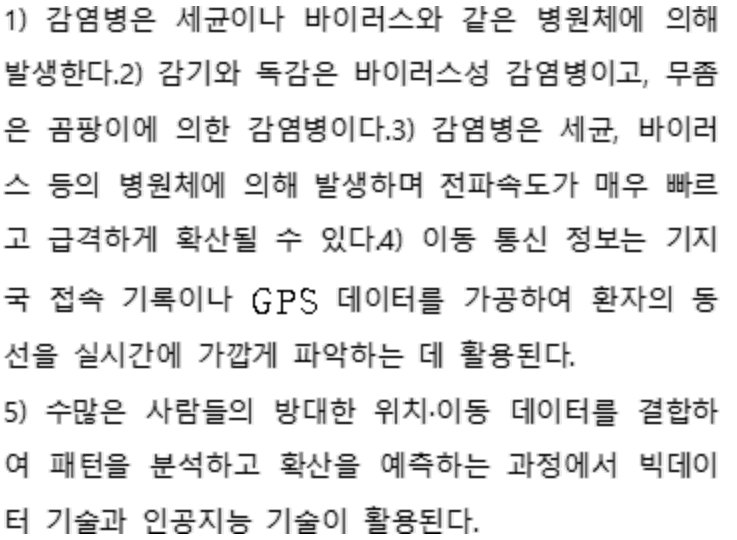 1) 감염병은 세균이나 바이러스와 같은 병원체에 의해
발생한다.2) 감기와 독감은 바이러스성 감염병이고, 무좀
은 곰팡이에 의한 감염병이다.3) 감염병은 세균, 바이러
스 등의 병원체에 의해 발생하며 전파속도가 매우 빠르
고 급격하게 확산될 수 있다.4) 이동 통신 정보는 기지
국 접속 기록이나 GPS 데이터를 가공하여 환자의 동
선을 실시간에 가깝게 파악하는 데 활용된다.
5) 수많은 사람들의 방대한 위치·이동 데이터를 결합하
여 패턴을 분석하고 확산을 예측하는 과정에서 빅데이
터 기술과 인공지능 기술이 활용된다.